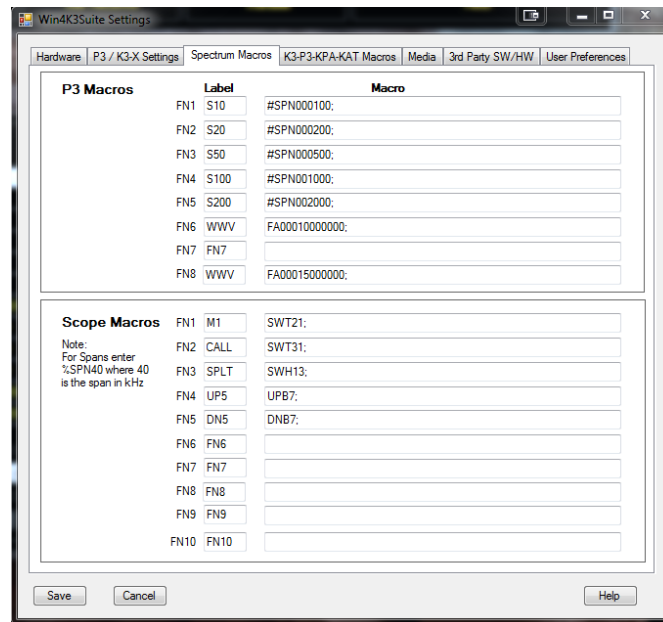 Win4K3Suite Settings
X
Hardware P3 / K3-X Settings Spectrum Macros K3-P3-KPA-KAT Macros Media 3rd Party SW/HW User Preferences
P3 Macros Label Macro
FN1 S10 #SPN000100;
FN2 S20 #SPN000200;
FN3 S50 #SPN000500;
FN4 S100 #SPN001000;
FN5 S200 #SPN002000;
FN6 WWV FA00010000000;
FN7 FN7
FN8 WWV FA00015000000;
Scope Macros FN1 M1 SWT21;
Note:
For Spans enter
%SPN40 where 40
is the span in kHz
FN2 CALL SWT31;
FN3 SPLT SWH13;
FN4 UP5 UPB7;
FN5 DN5 DNB7;
FN6 FN6
FN7 FN7
FN8 FN8
FN9 FN9
FN10 FN10
Save Cancel Help